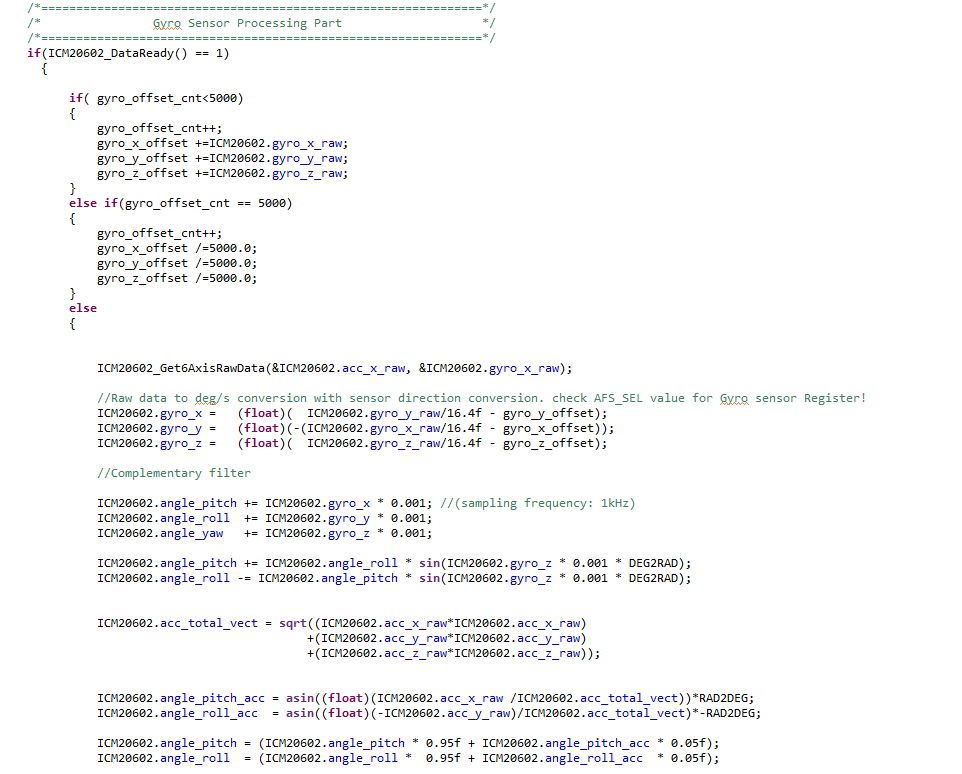 /*===============================================================*/
/*                Gyro Sensor Processing Part                    */
/*===============================================================*/
if(ICM20602_DataReady() == 1)
{
if( gyro_offset_cnt<5000)
{
gyro_offset_cnt++;
gyro_x_offset +=ICM20602.gyro_x_raw;
gyro_y_offset +=ICM20602.gyro_y_raw;
gyro_z_offset +=ICM20602.gyro_z_raw;
}
else if(gyro_offset_cnt == 5000)
{
gyro_offset_cnt++;
gyro_x_offset /=5000.0;
gyro_y_offset /=5000.0;
gyro_z_offset /=5000.0;
}
else
{
ICM20602_Get6AxisRawData(&ICM20602.acc_x_raw, &ICM20602.gyro_x_raw);
//Raw data to deg/s conversion with sensor direction conversion. check AFS_SEL value for Gyro sensor Register!
ICM20602.gyro_x =   (float)(  ICM20602.gyro_y_raw/16.4f - gyro_y_offset);
ICM20602.gyro_y =   (float)(-(ICM20602.gyro_x_raw/16.4f - gyro_x_offset));
ICM20602.gyro_z =   (float)(  ICM20602.gyro_z_raw/16.4f - gyro_z_offset);
//Complementary filter
ICM20602.angle_pitch += ICM20602.gyro_x * 0.001; //(sampling frequency: 1kHz)
ICM20602.angle_roll  += ICM20602.gyro_y * 0.001;
ICM20602.angle_yaw   += ICM20602.gyro_z * 0.001;
ICM20602.angle_pitch += ICM20602.angle_roll * sin(ICM20602.gyro_z * 0.001 * DEG2RAD);
ICM20602.angle_roll -= ICM20602.angle_pitch * sin(ICM20602.gyro_z * 0.001 * DEG2RAD);
ICM20602.acc_total_vect = sqrt((ICM20602.acc_x_raw*ICM20602.acc_x_raw)
+(ICM20602.acc_y_raw*ICM20602.acc_y_raw)
+(ICM20602.acc_z_raw*ICM20602.acc_z_raw));
ICM20602.angle_pitch_acc = asin((float)(ICM20602.acc_x_raw /ICM20602.acc_total_vect))*RAD2DEG;
ICM20602.angle_roll_acc  = asin((float)(-ICM20602.acc_y_raw)/ICM20602.acc_total_vect)*-RAD2DEG;
ICM20602.angle_pitch = (ICM20602.angle_pitch * 0.95f + ICM20602.angle_pitch_acc * 0.05f);
ICM20602.angle_roll  = (ICM20602.angle_roll *  0.95f + ICM20602.angle_roll_acc  * 0.05f);